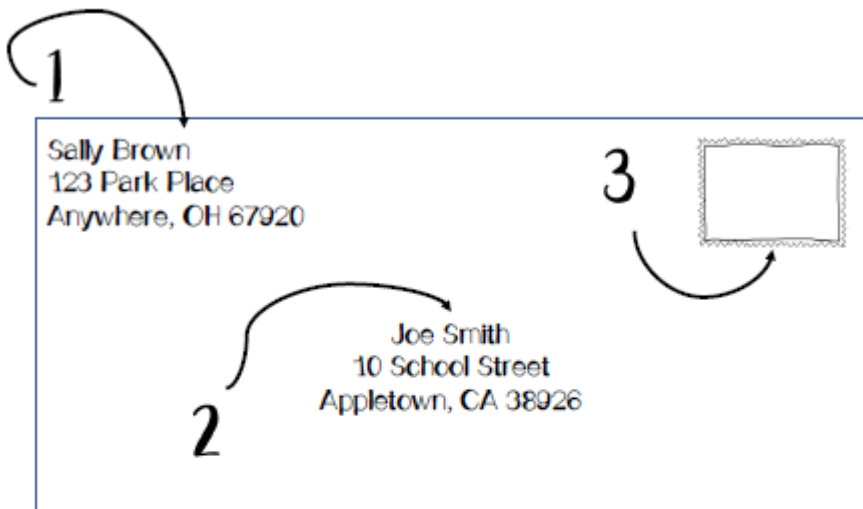 1
Sally Brown
123 Park Place
Anywhere, OH 67920
3
Joe Smith
10 School Street
Appletown, CA 38926
2